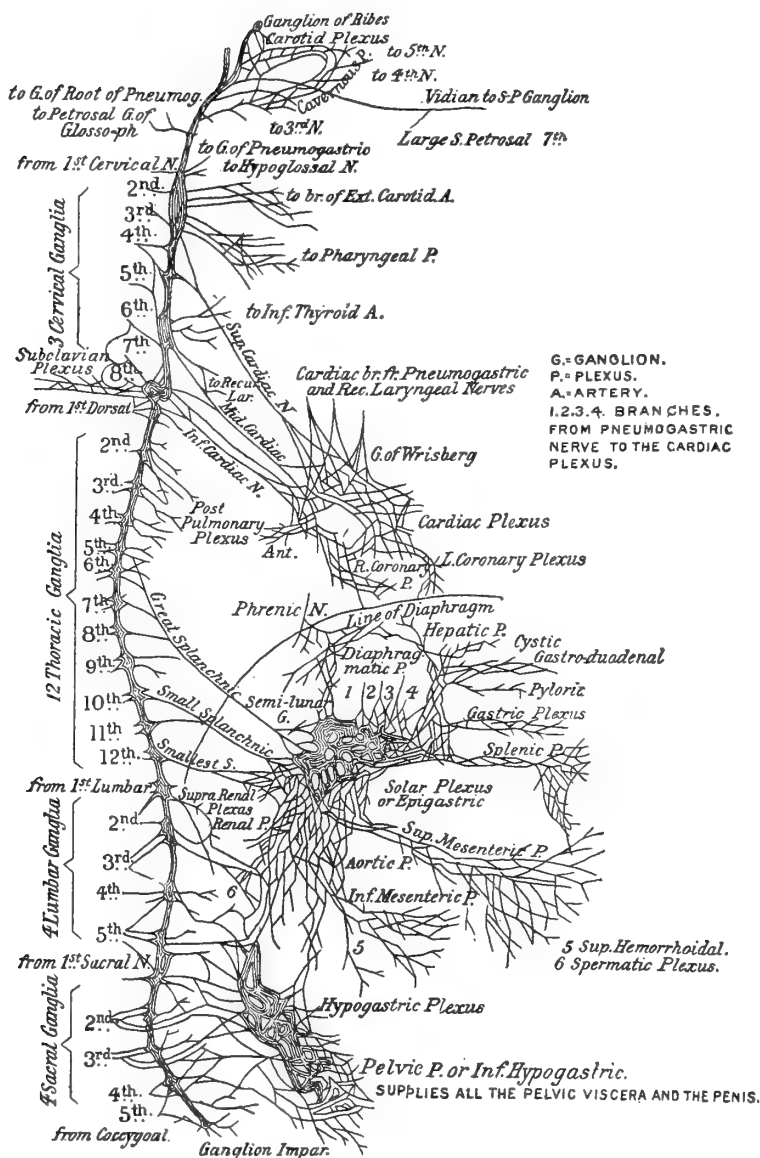 Ganglion of Ribes
Carotid Plexus
to 5th N.
to 4th N.
Cavernous P.
to G. of Root of Pneumog.
Vidian to S-P Ganglion
to Petrosal G. of
Glosso-ph
to 3rd N.
Large S. Petrosal 7th
to G. of Pneumogastric
from 1st Cervical N.
to Hypoglossal N.
2nd
to br. of Ext. Carotid A.
3rd
4th
to Pharyngeal P.
5th
3 Cervical Ganglia
6th
to Inf. Thyroid A.
7th
Sup. Cardiac N
Subclavian
Plexus
8th
to Recur
Lar.
Mid. Cardiac
Cardiac br. fr. Pneumogastric
and Rec. Laryngeal Nerves
G.=GANGLION.
P.=PLEXUS.
A.=ARTERY.
1.2.3.4. BRANCHES.
FROM PNEUMOGASTRIC
NERVE TO THE CARDIAC
PLEXUS.
from 1st Dorsal
Inf. Cardiac N.
2nd
G. of Wrisberg
3rd
4th
Post
Pulmonary
Plexus
Ant.
Cardiac Plexus
5th
6th
R. Coronary
P.
L. Coronary Plexus
12 Thoracic Ganglia
7th
Great Splanchnic
Phrenic N.
Line of Diaphragm
8th
Hepatic P.
Cystic
Gastro-duodenal
9th
Diaphrag
matic P.
10th
Small Splanchnic
Semi-lund
G.
1 2 3 4
Pyloric
11th
Gastric Plexus
12th
Smallest S.
Splenic P.
from 1st Lumbar
Supra Renal
Plexas
Renal P.
Solar Plexus
or Epigastric
2nd
Sup. Mesenteric P.
3rd
Aortic P.
4 Lumbar Ganglia
4th
6
Inf. Mesenteric P.
5th
5
5 Sup. Hemorrhoidal.
6 Spermatic Plexus.
from 1st Sacral N.
Hypogastric Plexus
4 Sacral Ganglia
2nd
3rd
Pelvic P. or Inf. Hypogastric.
SUPPLIES ALL THE PELVIC VISCERA AND THE PENIS.
4th
5th
from Coccygoal.
Ganglion Impar.